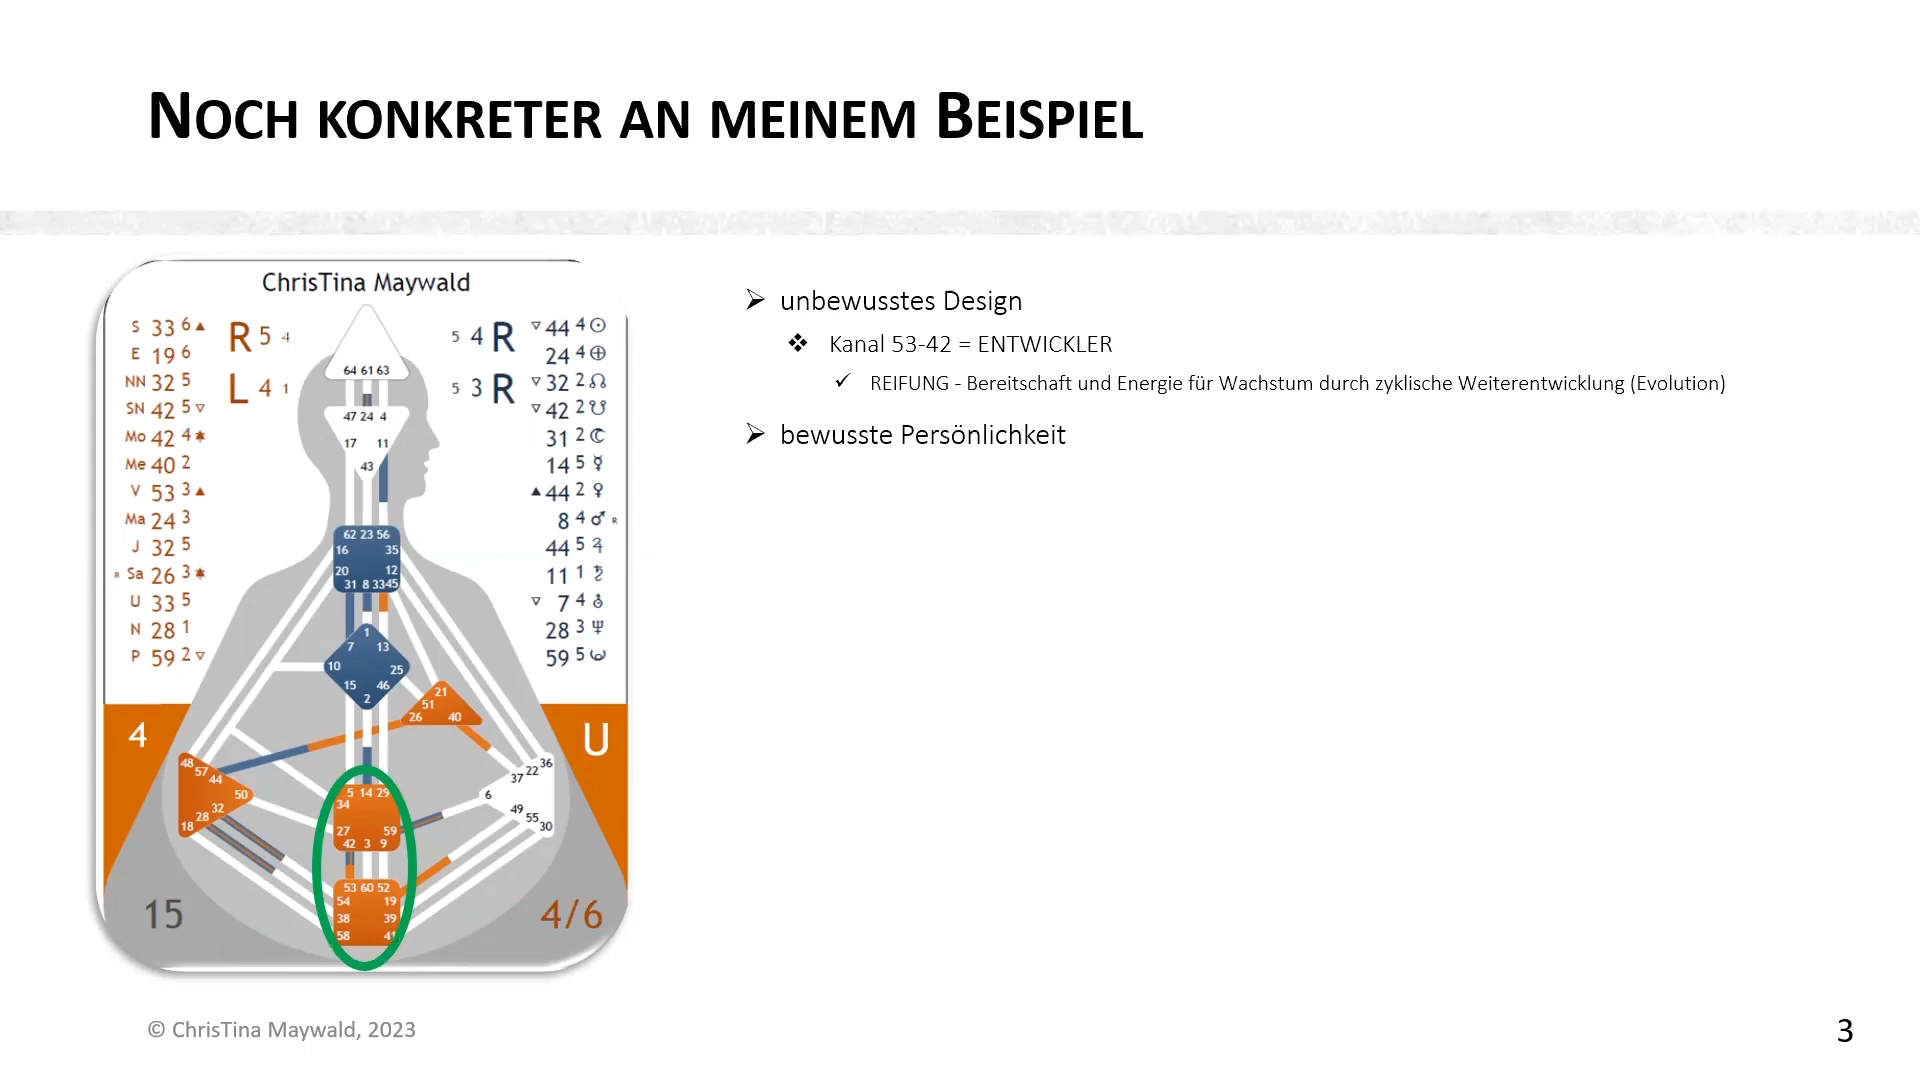 NOCH KONKRETER AN MEINEM BEISPIEL
ChrisTina Maywald
S 33 6 ▲
E 19 6
NN 32 5
SN 42 5 ▽
Mo 42 4 ✸
Me 40 2
V 53 3 ▲
Ma 24 3
J 32 5
R Sa 26 3 ✸
U 33 5
N 28 1
P 59 2 ▽
R 5 4
L 4 1
5 4 R
5 3 R
▽ 44 4 ☉
24 4 ⊕
▽ 32 2 ☊
▽ 42 2 ☋
31 2 ☾
14 5 ☿
▲ 44 2 ♀
8 4 ♂ R
44 5 ♃
11 1 ♄
▽ 7 4 ⛢
28 3 ♆
59 5 ♇
64 61 63
47 24 4
17 11
43
62 23 56
16 35
20 12
31 8 33 45
1
7 13
10 25
15 46
2
21
51
26 40
48
57
44
50
32
28
18
36
22
37
6
49
55
30
5 14 29
34
27 59
42 3 9
53 60 52
54 19
38 39
58 41
4
U
15
4/6
➢ unbewusstes Design
❖ Kanal 53-42 = ENTWICKLER
✓ REIFUNG - Bereitschaft und Energie für Wachstum durch zyklische Weiterentwicklung (Evolution)
➢ bewusste Persönlichkeit
© ChrisTina Maywald, 2023
3